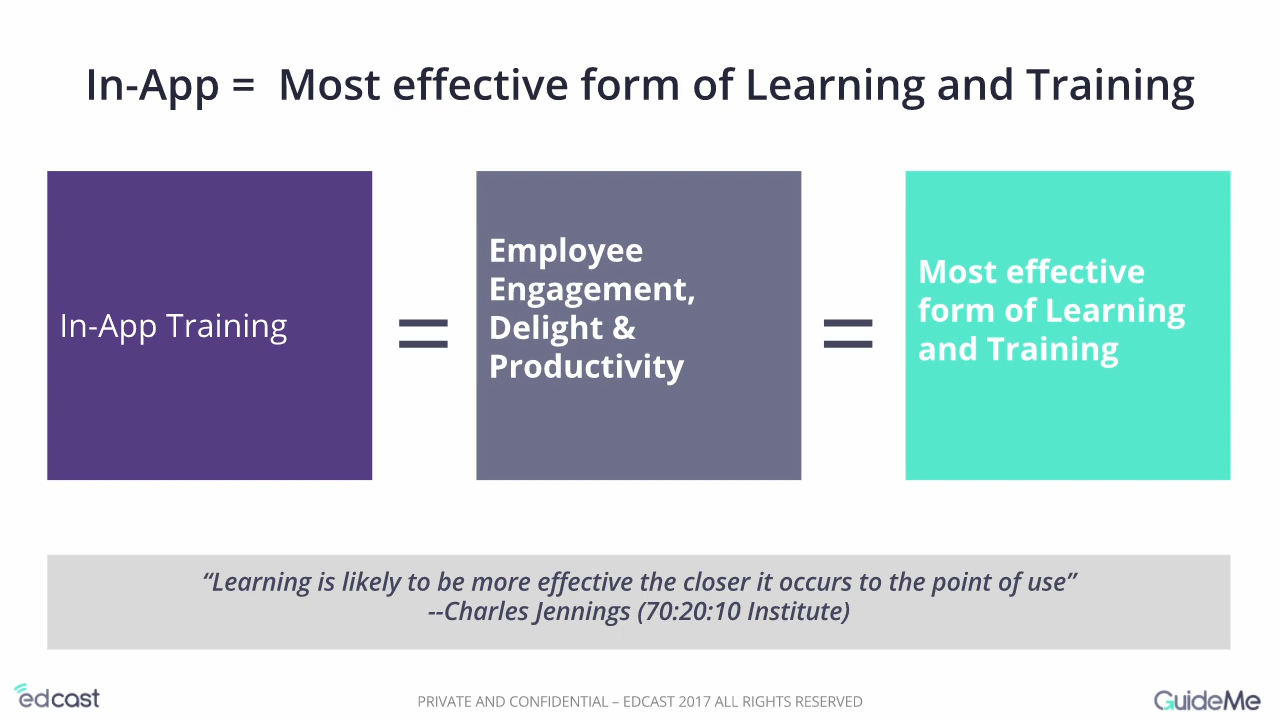 In-App = Most effective form of Learning and Training
In-App Training
=
Employee
Engagement,
Delight &
Productivity
=
Most effective
form of Learning
and Training
“Learning is likely to be more effective the closer it occurs to the point of use”
--Charles Jennings (70:20:10 Institute)
edcast
PRIVATE AND CONFIDENTIAL – EDCAST 2017 ALL RIGHTS RESERVED
GuideMe